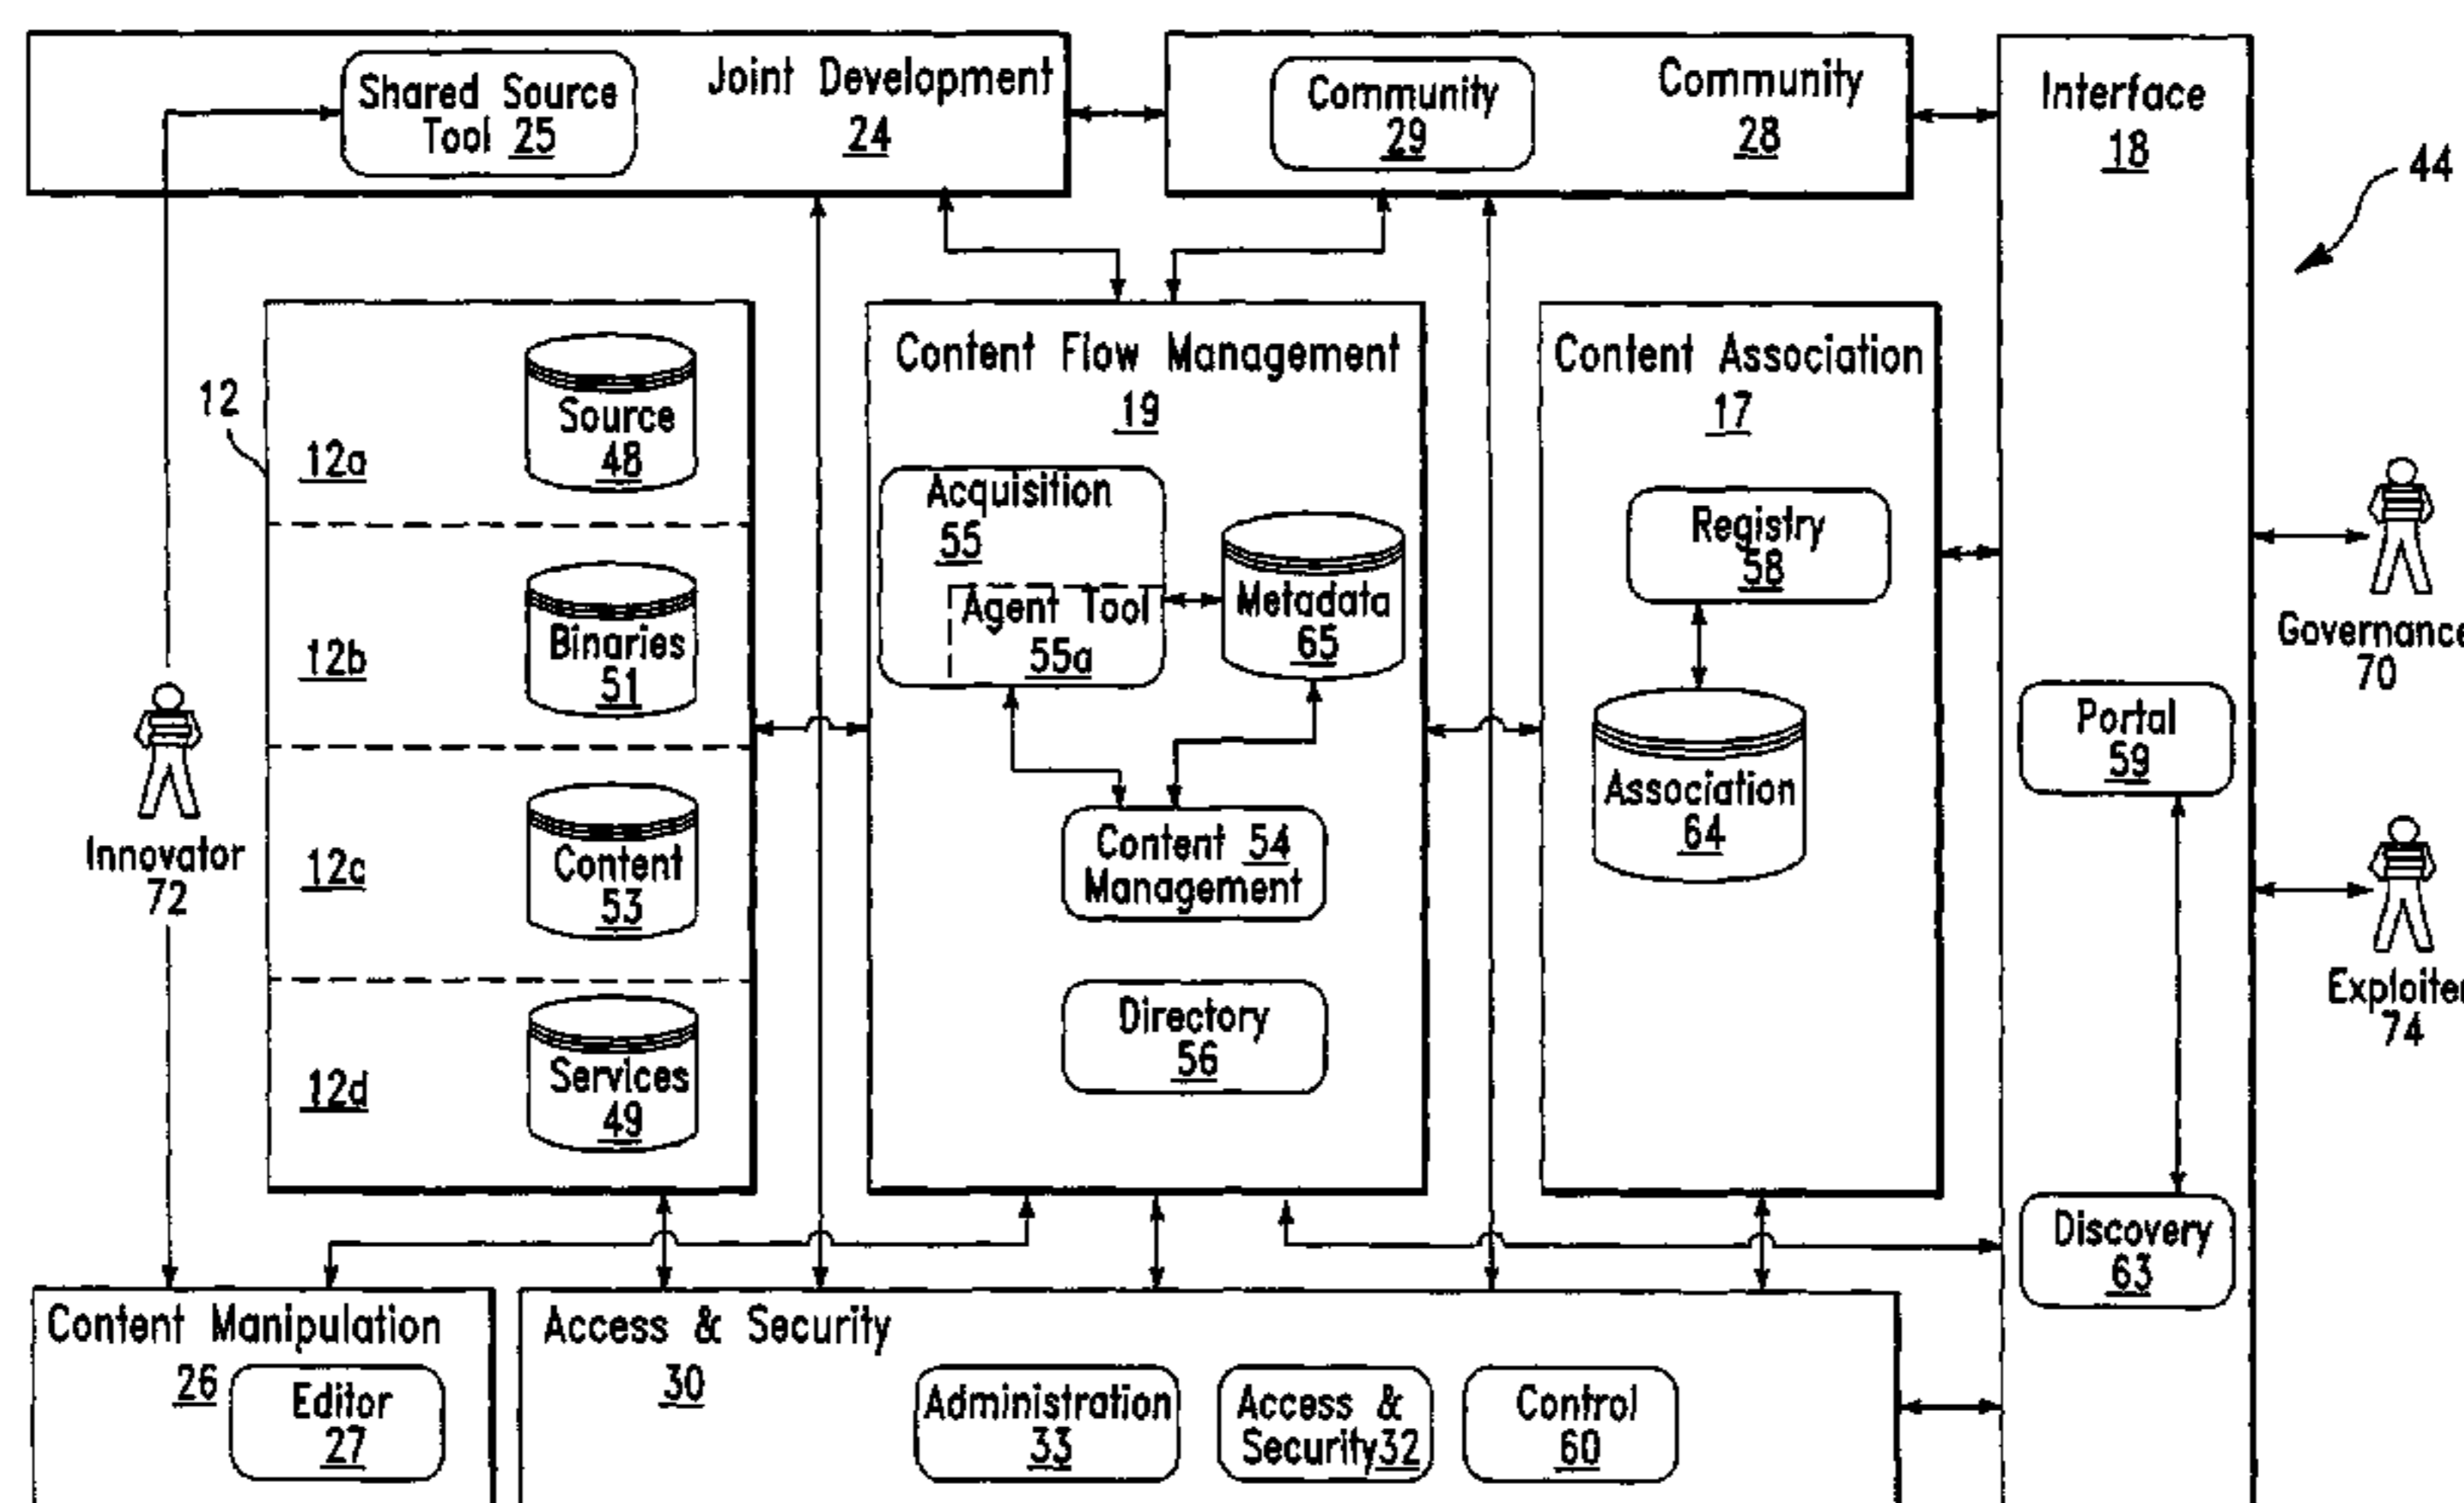 Shared Source
Tool 25
Joint Development
24
Community
29
Community
28
Interface
18
44
12
12a
Source
48
12b
Binaries
51
12c
Content
53
12d
Services
49
Innovator
72
Content Flow Management
19
Acquisition
55
Agent Tool
55a
Metadata
65
Content 54
Management
Directory
56
Content Association
17
Registry
58
Association
64
Portal
59
Discovery
63
Governance
70
Exploiter
74
Content Manipulation
26
Editor
27
Access & Security
30
Administration
33
Access &
Security32
Control
60